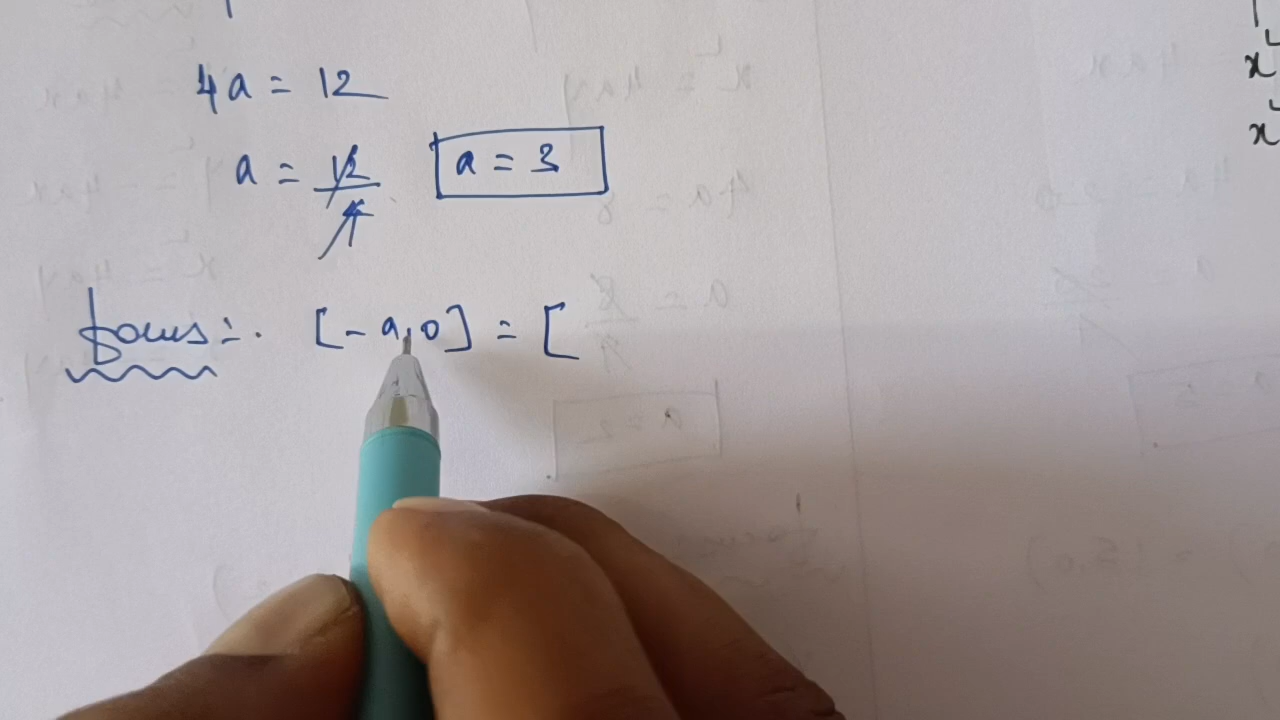 4a = 12
a = 12/4 a = 3
focus:- [-a,0] = [
x
x